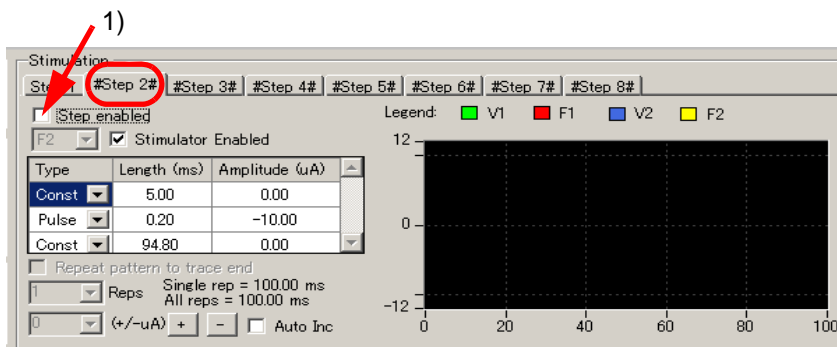 1)
Stimulation
Step 1 #Step 2# #Step 3# #Step 4# #Step 5# #Step 6# #Step 7# #Step 8#
Step enabled
Legend: V1 F1 V2 F2
F2 Stimulator Enabled
Type Length (ms) Amplitude (uA)
Const 5.00 0.00
Pulse 0.20 -10.00
Const 94.80 0.00
Repeat pattern to trace end
1 Reps Single rep = 100.00 ms
All reps = 100.00 ms
0 (+/-uA) + - Auto Inc
12
0
-12
0 20 40 60 80 100